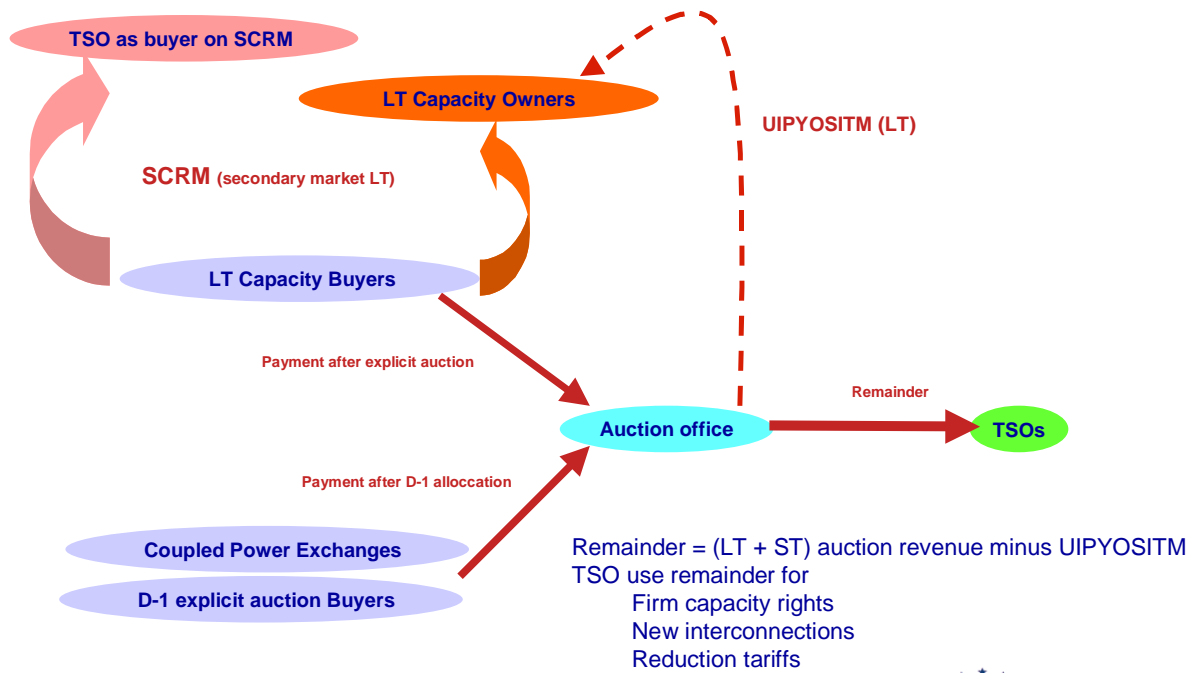 TSO as buyer on SCRM
LT Capacity Owners
UIPYOSITM (LT)
SCRM (secondary market LT)
LT Capacity Buyers
Payment after explicit auction
Remainder
Auction office
TSOs
Payment after D-1 alloccation
Coupled Power Exchanges
D-1 explicit auction Buyers
Remainder = (LT + ST) auction revenue minus UIPYOSITM
TSO use remainder for
Firm capacity rights
New interconnections
Reduction tariffs